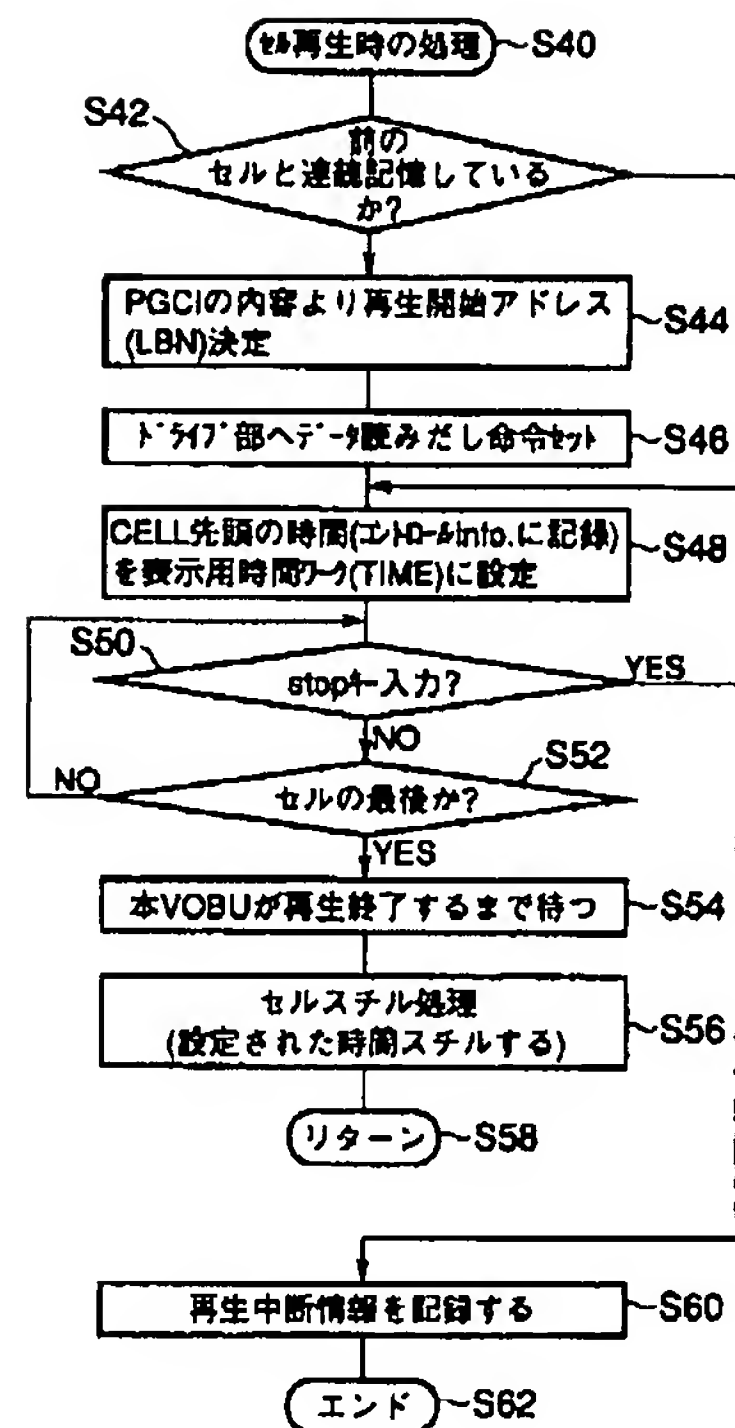 セル再生時の処理 S40
S42
前の
セルと連続記憶している
か?
PGCIの内容より再生開始アドレス
(LBN)決定
S44
ドライブ部へデータ読みだし命令セット S46
CELL先頭の時間(コントロールinfo.に記録)
を表示用時間ワーク(TIME)に設定
S48
S50
stopキー入力?
YES
NO
S52
NO
セルの最後か?
YES
本VOBUが再生終了するまで待つ S54
セルスチル処理
(設定された時間スチルする)
S56
リターン S58
再生中断情報を記録する S60
エンド S62